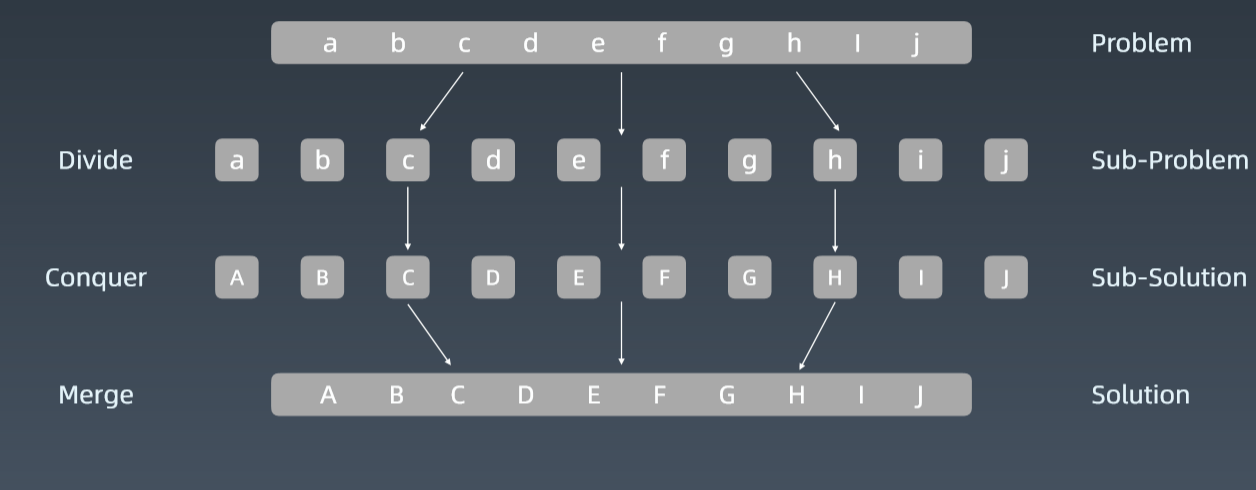 a b c d e f g h I j Problem
Divide a b c d e f g h i j Sub-Problem
Conquer A B C D E F G H I J Sub-Solution
Merge A B C D E F G H I J Solution